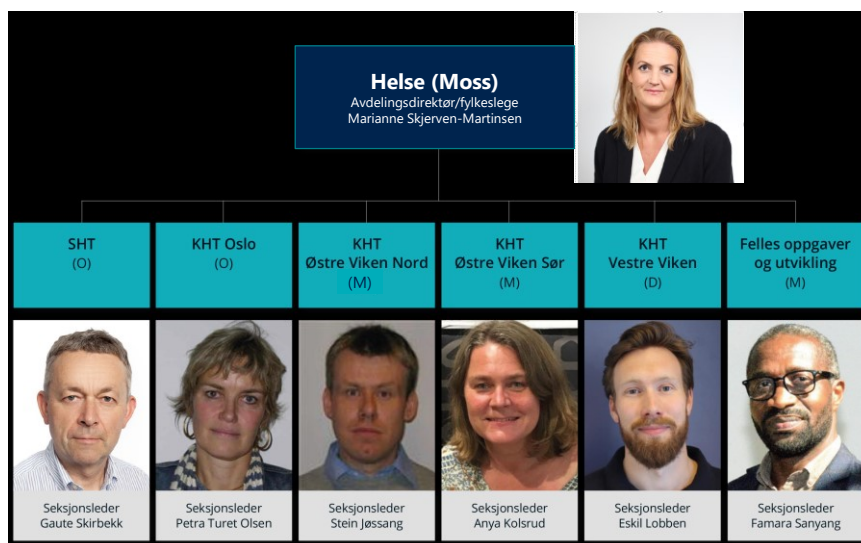 Helse (Moss)
Avdelingsdirektør/fylkeslege
Marianne Skjerven-Martinsen
SHT
(O)
KHT Oslo
(O)
KHT
Østre Viken Nord
(M)
KHT
Østre Viken Sør
(M)
KHT
Vestre Viken
(D)
Felles oppgaver
og utvikling
(M)
Seksjonsleder
Gaute Skirbekk
Seksjonsleder
Petra Turet Olsen
Seksjonsleder
Stein Jøssang
Seksjonsleder
Anya Kolsrud
Seksjonsleder
Eskil Lobben
Seksjonsleder
Famara Sanyang